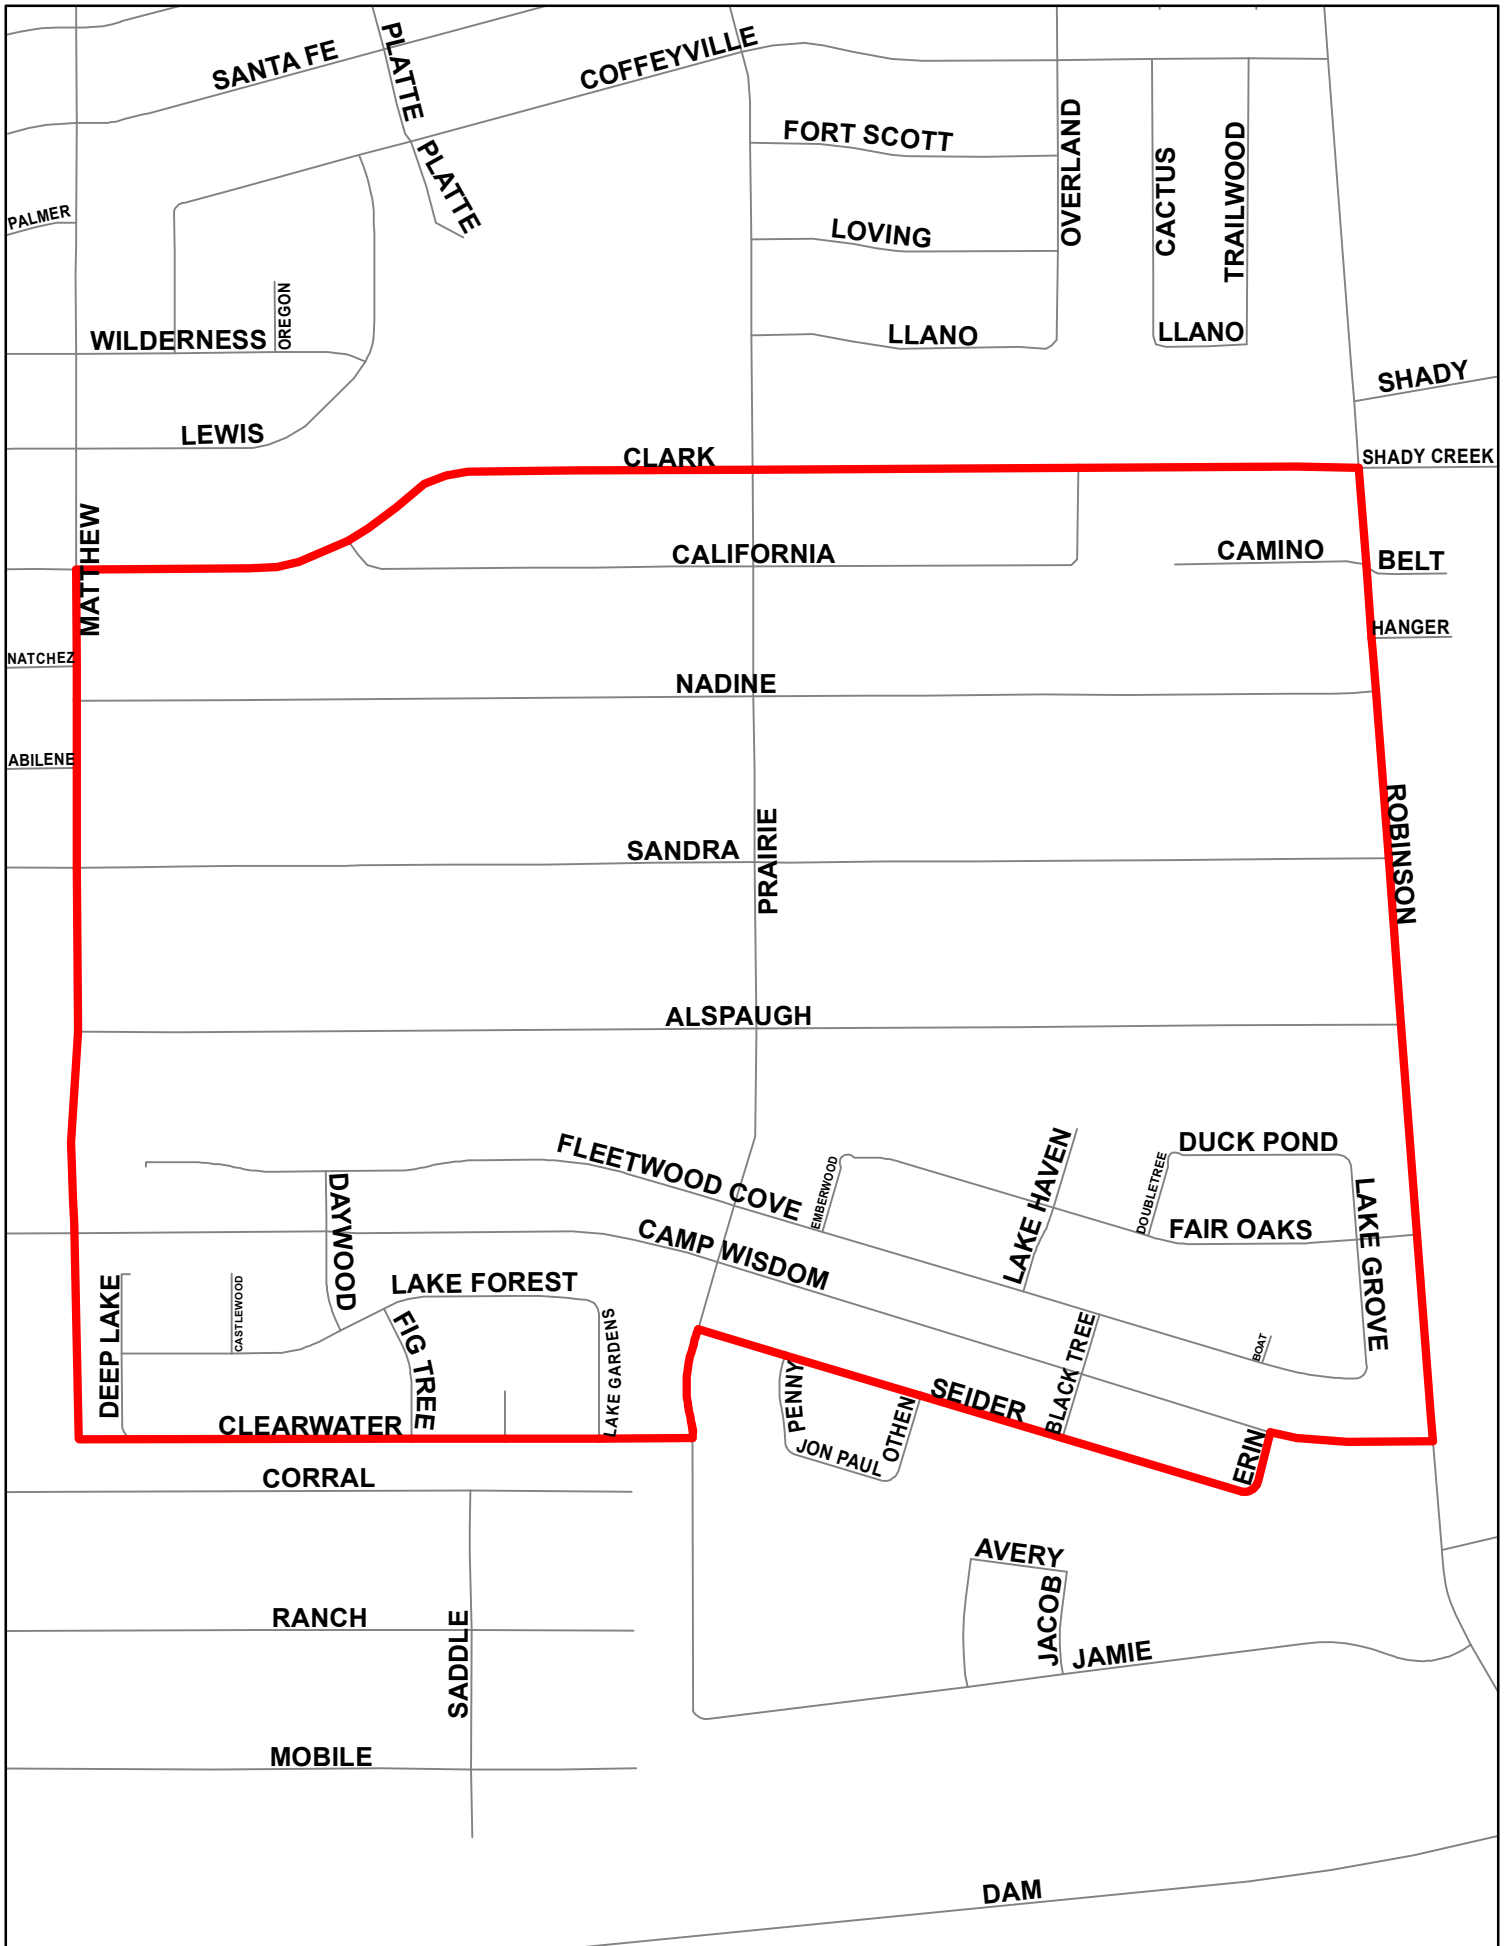 SANTA FE
PLATTE
COFFEYVILLE
PLATTE
FORT SCOTT
OVERLAND
CACTUS
TRAILWOOD
PALMER
LOVING
OREGON
WILDERNESS
LLANO
LLANO
SHADY
LEWIS
CLARK
SHADY CREEK
MATTHEW
CALIFORNIA
CAMINO
BELT
HANGER
NATCHEZ
NADINE
ABILENE
ROBINSON
SANDRA
PRAIRIE
ALSPAUGH
FLEETWOOD COVE
EMBERWOOD
LAKE HAVEN
DOUBLETREE
DUCK POND
DAYWOOD
CAMP WISDOM
FAIR OAKS
LAKE GROVE
DEEP LAKE
CASTLEWOOD
LAKE FOREST
FIG TREE
LAKE GARDENS
BLACK TREE
BOAT
PENNY
SEIDER
OTHEN
CLEARWATER
JON PAUL
ERIN
CORRAL
AVERY
JACOB
RANCH
SADDLE
JAMIE
MOBILE
DAM